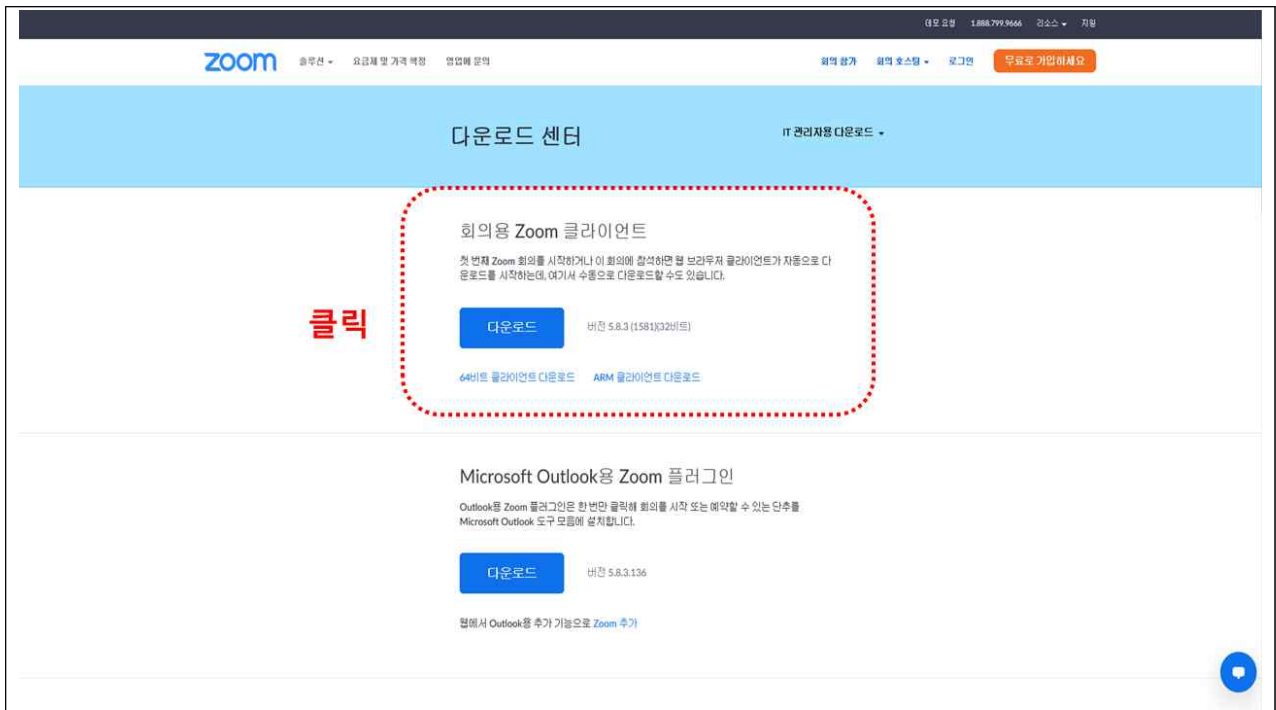 데모 요청 1.888.799.9666 리소스 지원
zoom 솔루션 요금제 및 가격 책정 영업에 문의 회의 참가 회의 호스팅 로그인 무료로 가입하세요
다운로드 센터 IT 관리자용 다운로드
회의용 Zoom 클라이언트
첫 번째 Zoom 회의를 시작하거나 이 회의에 참석하면 웹 브라우저 클라이언트가 자동으로 다
운로드를 시작하는데, 여기서 수동으로 다운로드할 수도 있습니다.
클릭 다운로드 버전 5.8.3 (1581)(32비트)
64비트 클라이언트 다운로드 ARM 클라이언트 다운로드
Microsoft Outlook용 Zoom 플러그인
Outlook용 Zoom 플러그인은 한 번만 클릭해 회의를 시작 또는 예약할 수 있는 단추를
Microsoft Outlook 도구 모음에 설치합니다.
다운로드 버전 5.8.3.136
웹에서 Outlook용 추가 기능으로 Zoom 추가